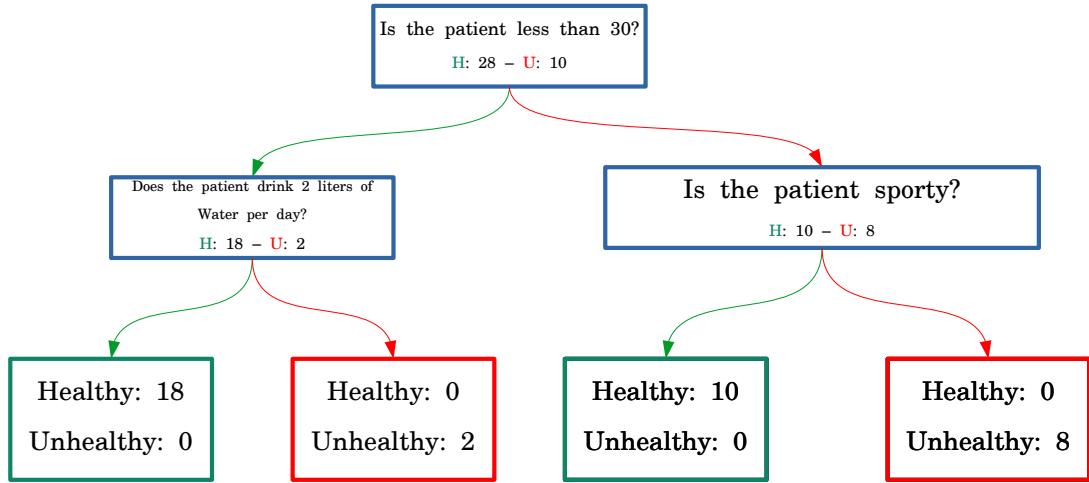 Is the patient less than 30?
H: 28 – U: 10
Does the patient drink 2 liters of
Water per day?
H: 18 – U: 2
Is the patient sporty?
H: 10 – U: 8
Healthy: 18
Unhealthy: 0
Healthy: 0
Unhealthy: 2
Healthy: 10
Unhealthy: 0
Healthy: 0
Unhealthy: 8